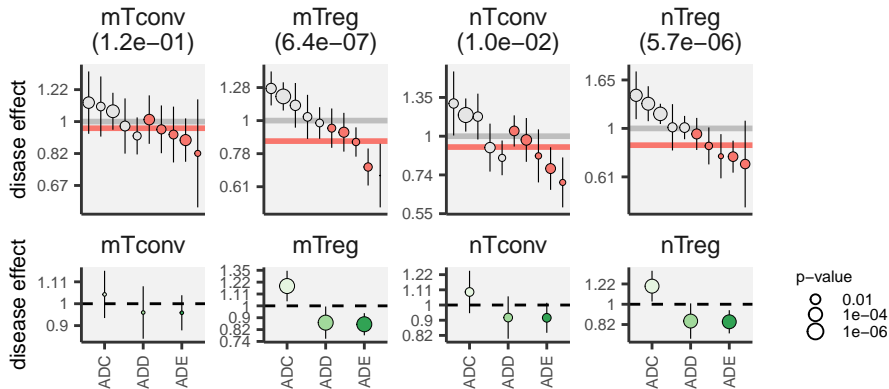 mTconv
(1.2e−01)
mTreg
(6.4e−07)
nTconv
(1.0e−02)
nTreg
(5.7e−06)
disase effect
1.22
1
0.82
0.67
1.28
1
0.78
0.61
1.35
1
0.74
0.55
1.65
1
0.61
mTconv
mTreg
nTconv
nTreg
disease effect
1.11
1
0.9
1.35
1.22
1.11
1
0.9
0.82
0.74
1.22
1.11
1
0.9
0.82
1.22
1
0.82
ADC
ADD
ADE
ADC
ADD
ADE
ADC
ADD
ADE
ADC
ADD
ADE
p−value
0.01
1e−04
1e−06